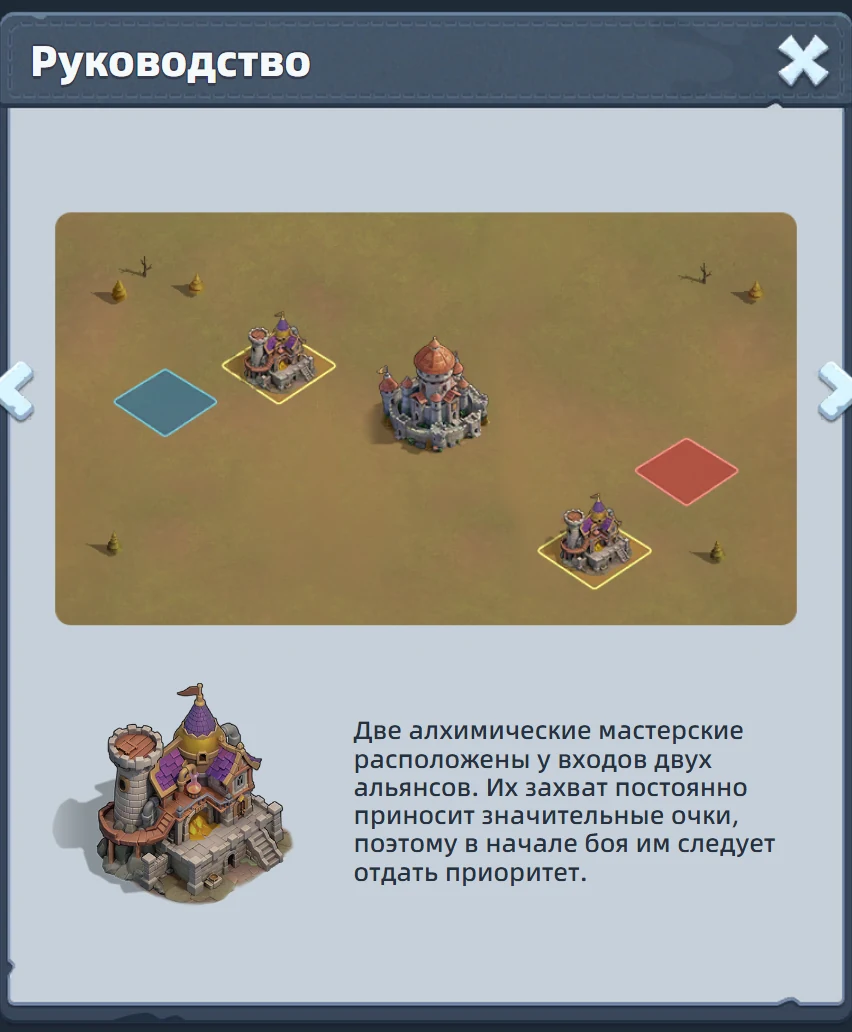 Руководство
Две алхимические мастерские
расположены у входов двух
альянсов. Их захват постоянно
приносит значительные очки,
поэтому в начале боя им следует
отдать приоритет.